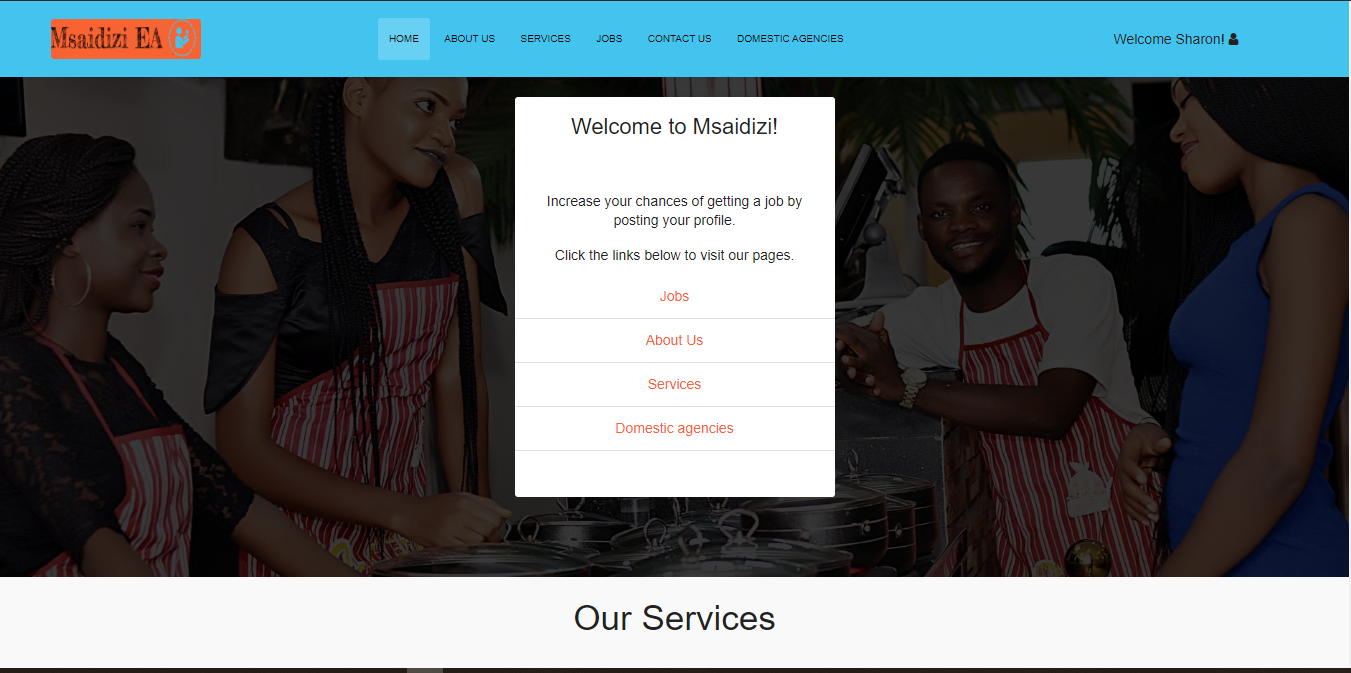 Msaidizi EA
HOME
ABOUT US
SERVICES
JOBS
CONTACT US
DOMESTIC AGENCIES
Welcome Sharon!
Welcome to Msaidizi!
Increase your chances of getting a job by
posting your profile.
Click the links below to visit our pages.
Jobs
About Us
Services
Domestic agencies
Our Services